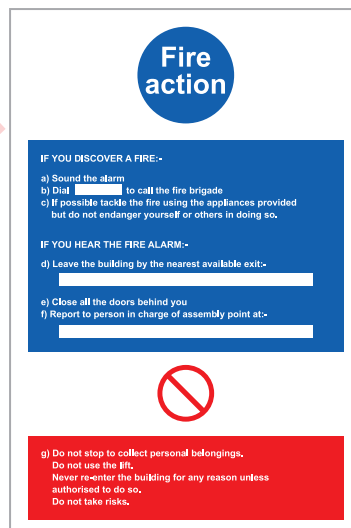 Fire
action
IF YOU DISCOVER A FIRE:-
a) Sound the alarm
b) Dial to call the fire brigade
c) If possible tackle the fire using the appliances provided
but do not endanger yourself or others in doing so.
IF YOU HEAR THE FIRE ALARM:-
d) Leave the building by the nearest available exit:-
e) Close all the doors behind you
f) Report to person in charge of assembly point at:-
g) Do not stop to collect personal belongings.
Do not use the lift.
Never re-enter the building for any reason unless
authorised to do so.
Do not take risks.